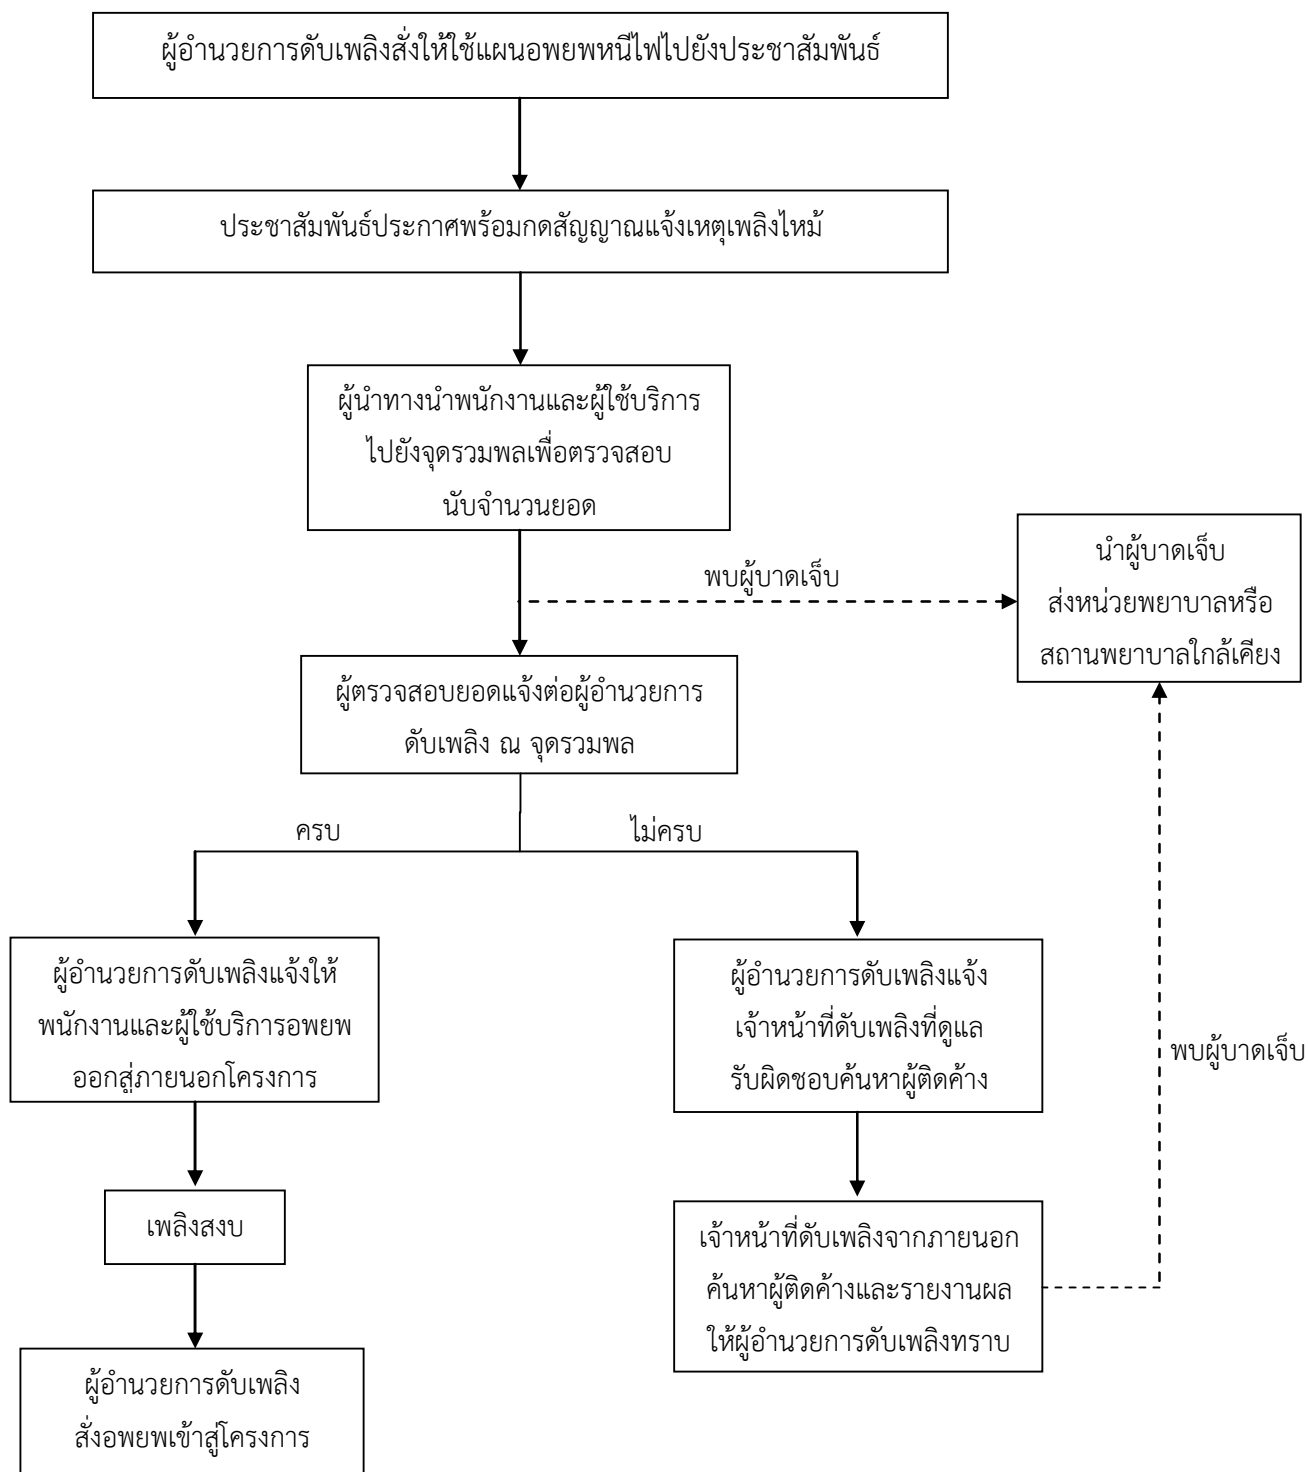 ผู้อำนวยการดับเพลิงสั่งให้ใช้แผนอพยพหนีไฟไปยังประชาสัมพันธ์
ประชาสัมพันธ์ประกาศพร้อมกดสัญญาณแจ้งเหตุเพลิงไหม้
ผู้นำทางนำพนักงานและผู้ใช้บริการ
ไปยังจุดรวมพลเพื่อตรวจสอบ
นับจำนวนยอด
พบผู้บาดเจ็บ
นำผู้บาดเจ็บ
ส่งหน่วยพยาบาลหรือ
สถานพยาบาลใกล้เคียง
ผู้ตรวจสอบยอดแจ้งต่อผู้อำนวยการ
ดับเพลิง ณ จุดรวมพล
ครบ
ไม่ครบ
ผู้อำนวยการดับเพลิงแจ้งให้
พนักงานและผู้ใช้บริการอพยพ
ออกสู่ภายนอกโครงการ
ผู้อำนวยการดับเพลิงแจ้ง
เจ้าหน้าที่ดับเพลิงที่ดูแล
รับผิดชอบค้นหาผู้ติดค้าง
พบผู้บาดเจ็บ
เพลิงสงบ
เจ้าหน้าที่ดับเพลิงจากภายนอก
ค้นหาผู้ติดค้างและรายงานผล
ให้ผู้อำนวยการดับเพลิงทราบ
ผู้อำนวยการดับเพลิง
สั่งอพยพเข้าสู่โครงการ